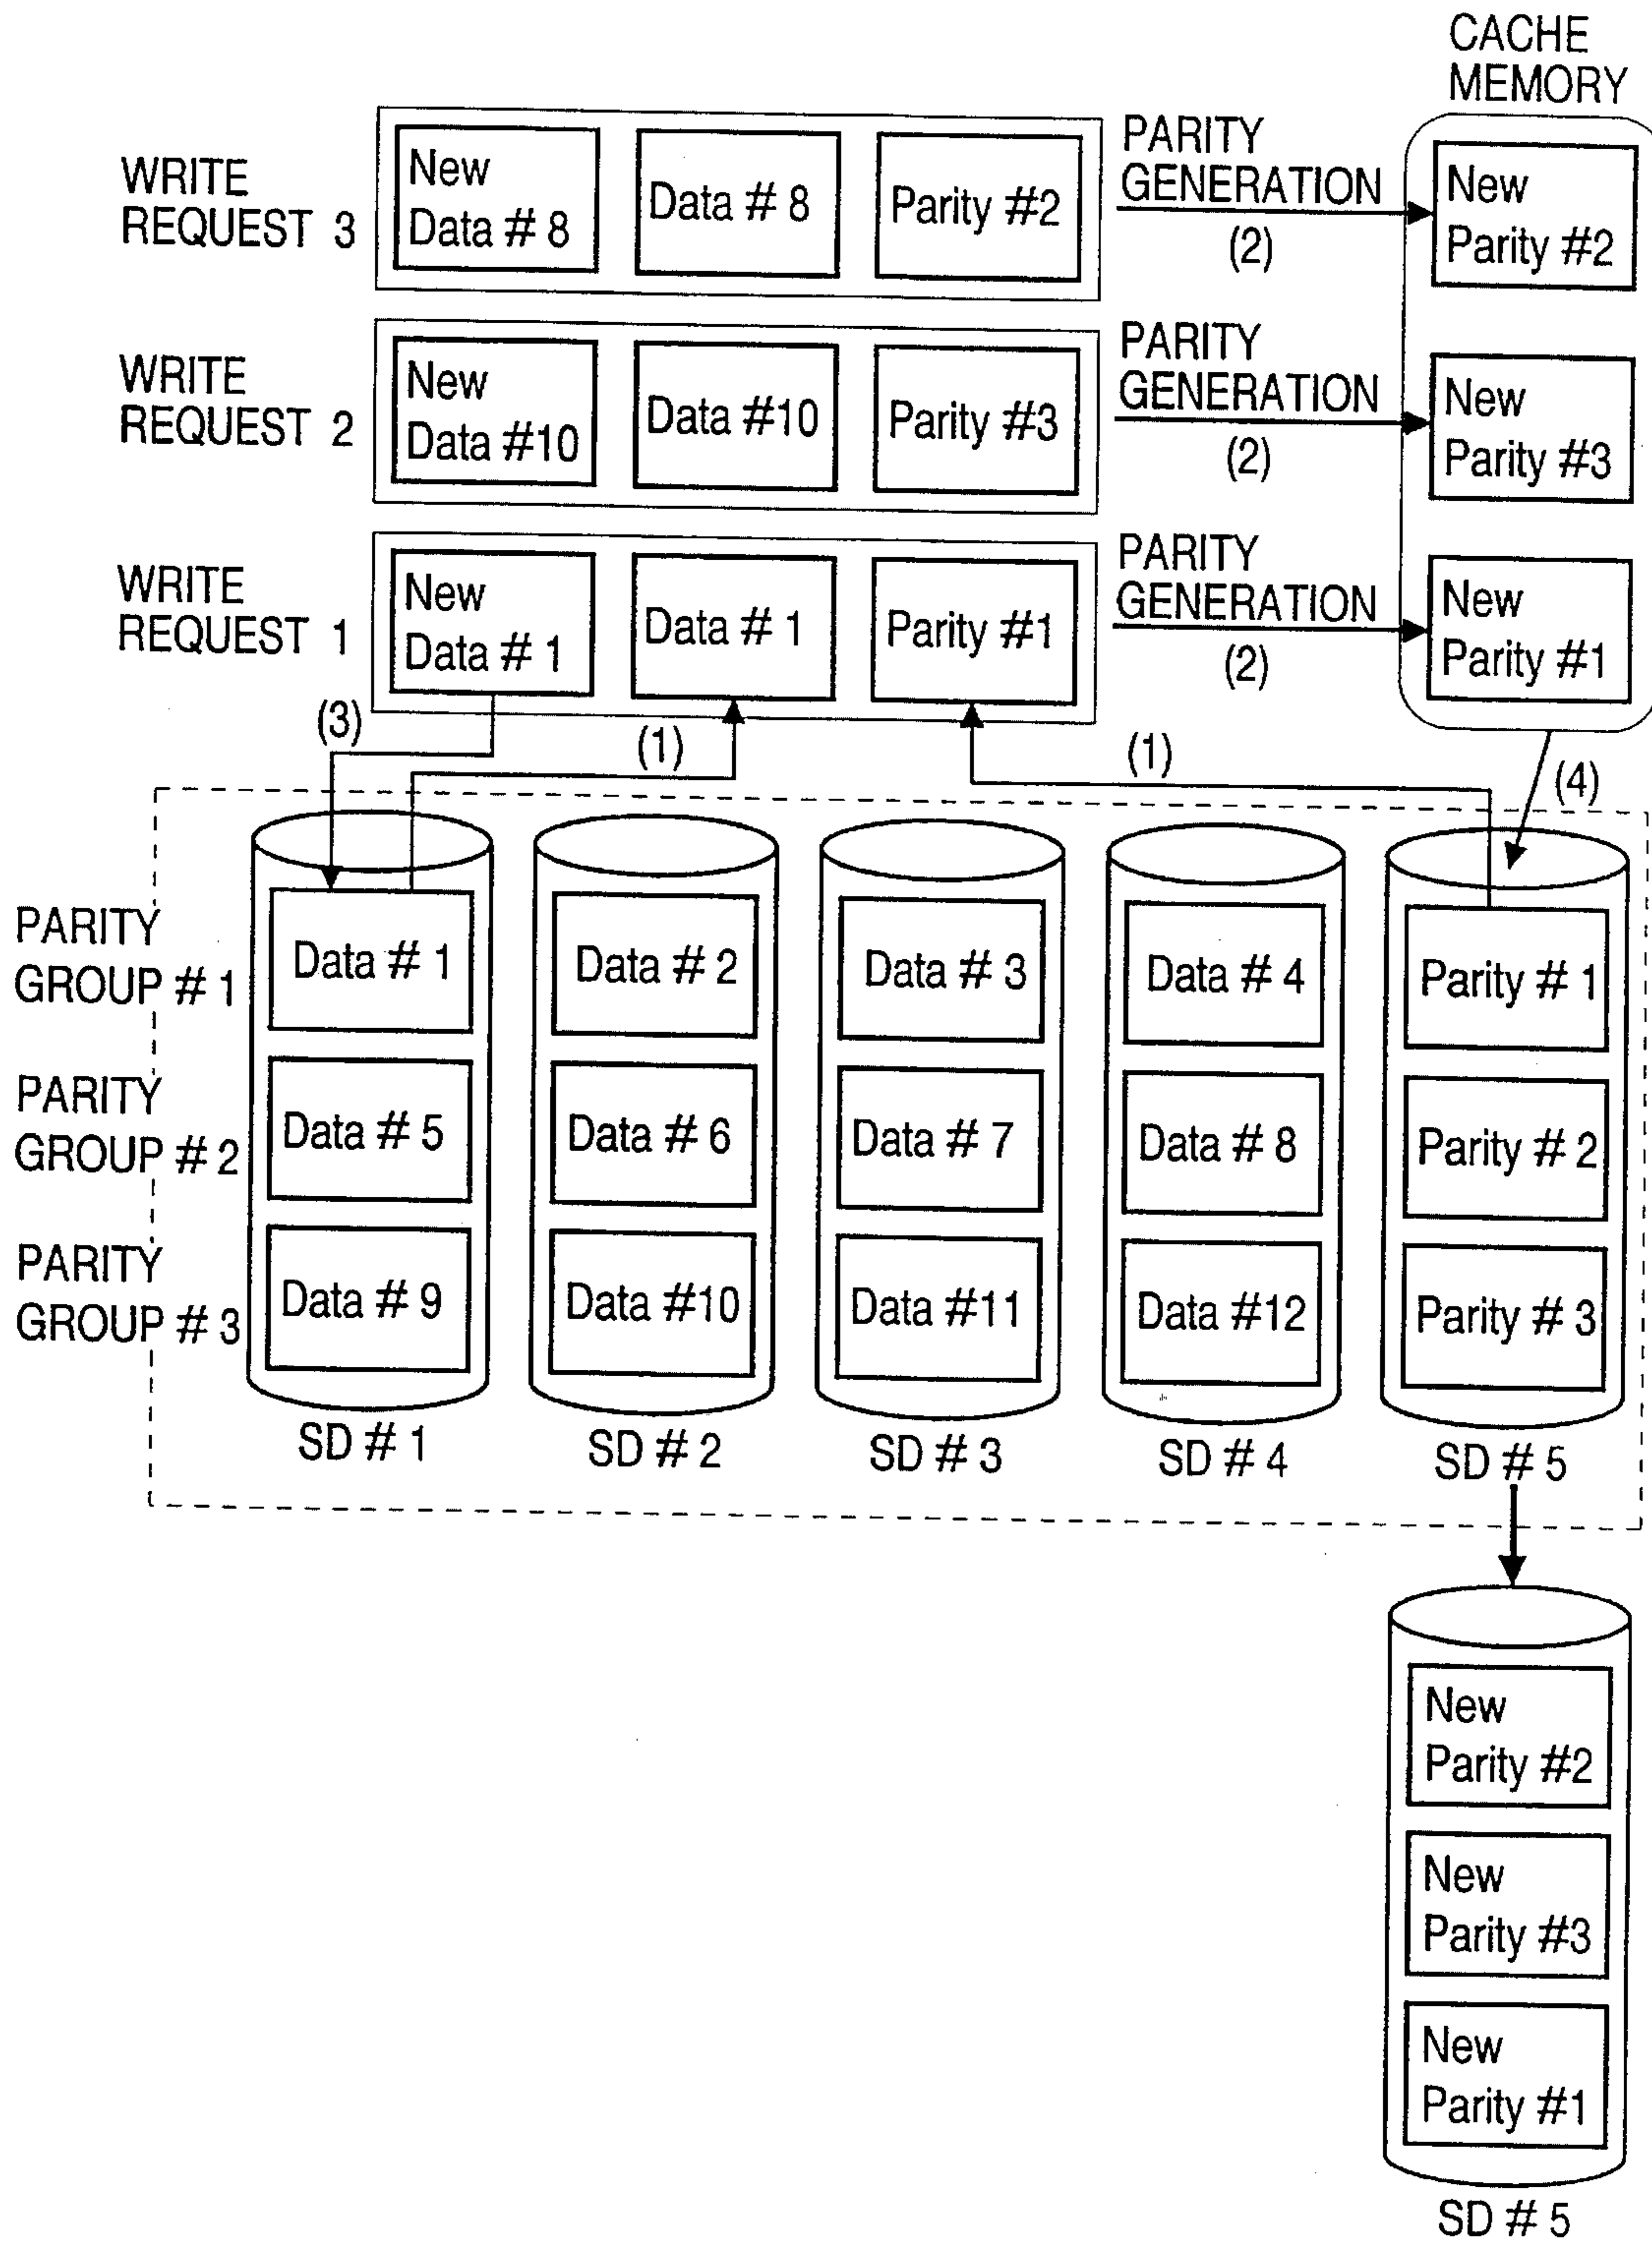 CACHE
MEMORY
WRITE
REQUEST 3
New
Data # 8
Data # 8
Parity #2
PARITY
GENERATION
(2)
New
Parity #2
WRITE
REQUEST 2
New
Data #10
Data #10
Parity #3
PARITY
GENERATION
(2)
New
Parity #3
WRITE
REQUEST 1
New
Data # 1
Data # 1
Parity #1
PARITY
GENERATION
(2)
New
Parity #1
(3)
(1)
(1)
(4)
PARITY
GROUP # 1
Data # 1
Data # 2
Data # 3
Data # 4
Parity # 1
PARITY
GROUP # 2
Data # 5
Data # 6
Data # 7
Data # 8
Parity # 2
PARITY
GROUP # 3
Data # 9
Data #10
Data #11
Data #12
Parity # 3
SD # 1
SD # 2
SD # 3
SD # 4
SD # 5
New
Parity #2
New
Parity #3
New
Parity #1
SD # 5